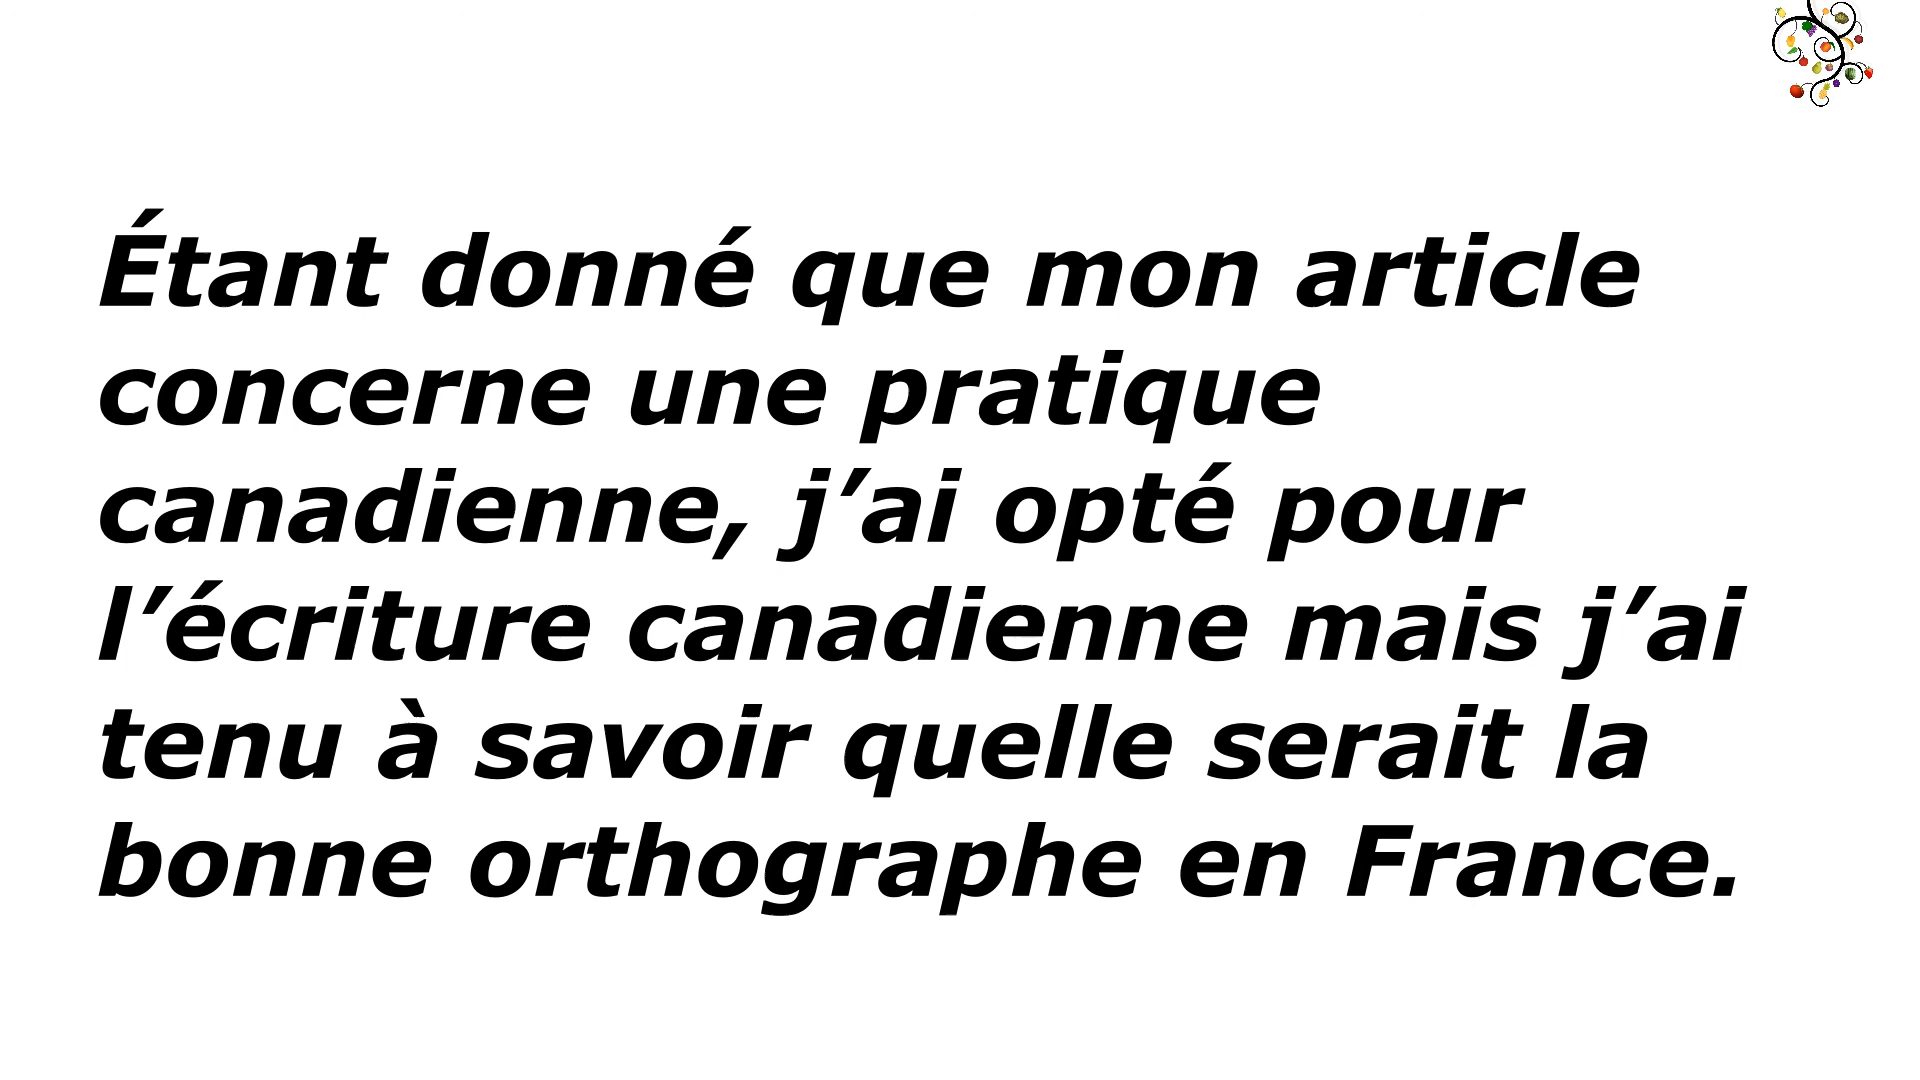 Étant donné que mon article
concerne une pratique
canadienne, j’ai opté pour
l’écriture canadienne mais j’ai
tenu à savoir quelle serait la
bonne orthographe en France.